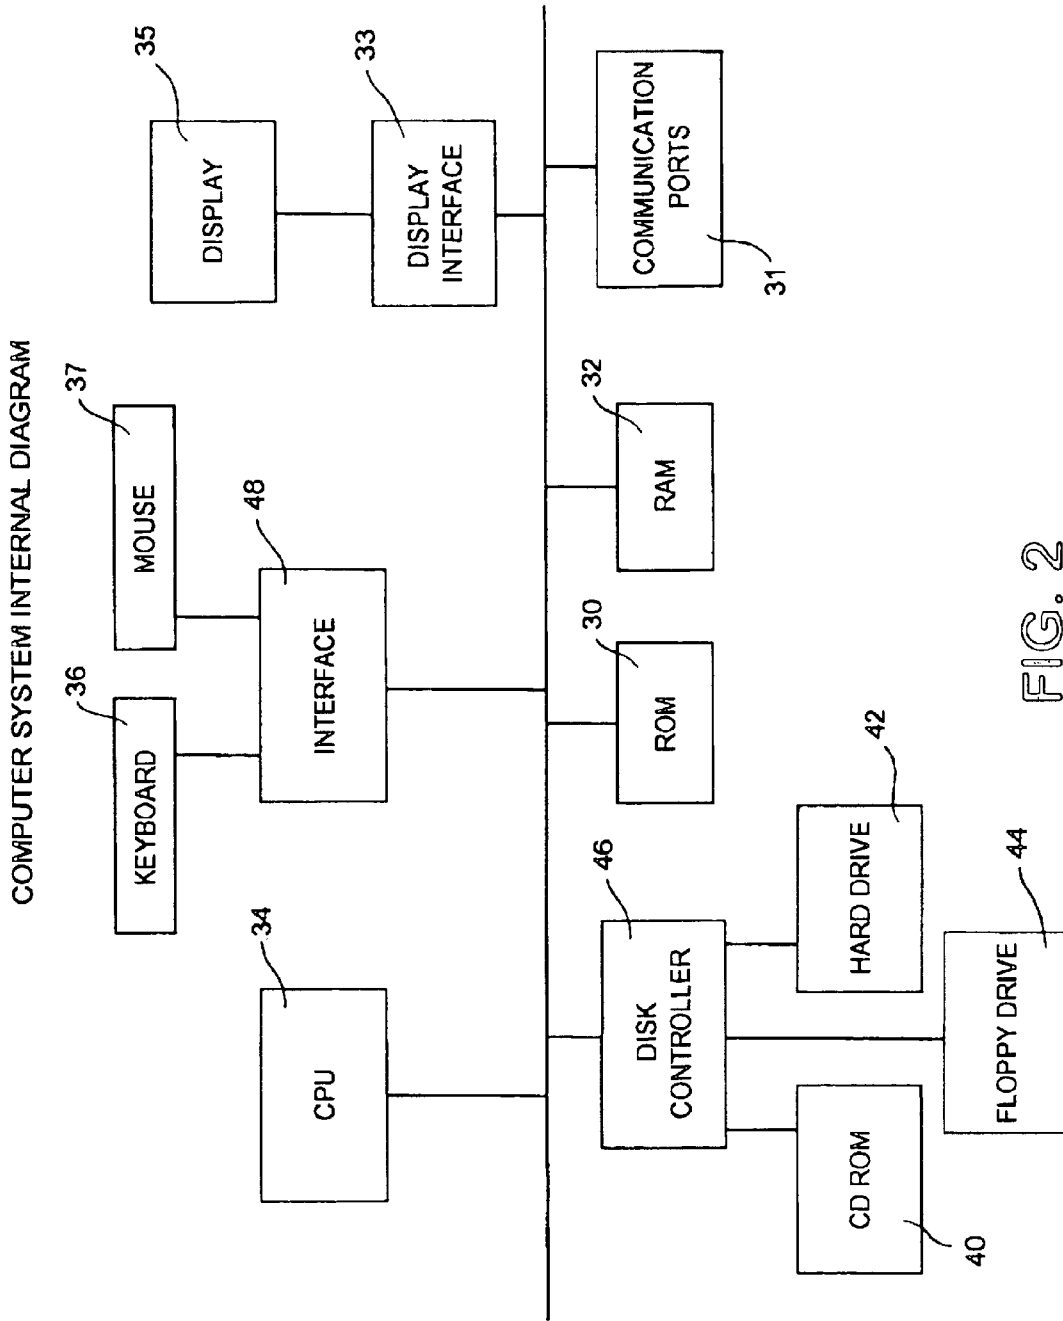 COMPUTER SYSTEM INTERNAL DIAGRAM
34
CPU
36
KEYBOARD
37
MOUSE
48
INTERFACE
35
DISPLAY
33
DISPLAY
INTERFACE
46
DISK
CONTROLLER
40
CD ROM
44
FLOPPY DRIVE
42
HARD DRIVE
30
ROM
32
RAM
31
COMMUNICATION
PORTS
FIG. 2